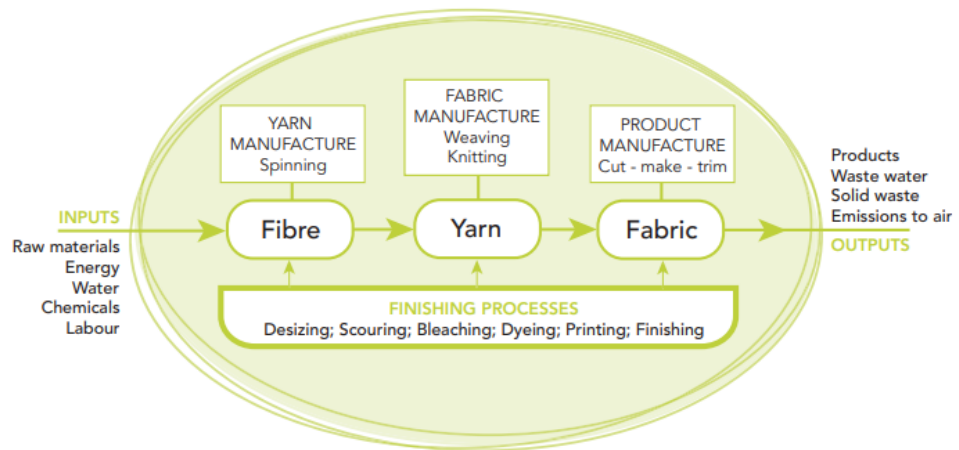 YARN
MANUFACTURE
Spinning
FABRIC
MANUFACTURE
Weaving
Knitting
PRODUCT
MANUFACTURE
Cut - make - trim
INPUTS
Raw materials
Energy
Water
Chemicals
Labour
Fibre
Yarn
Fabric
Products
Waste water
Solid waste
Emissions to air
OUTPUTS
FINISHING PROCESSES
Desizing; Scouring; Bleaching; Dyeing; Printing; Finishing